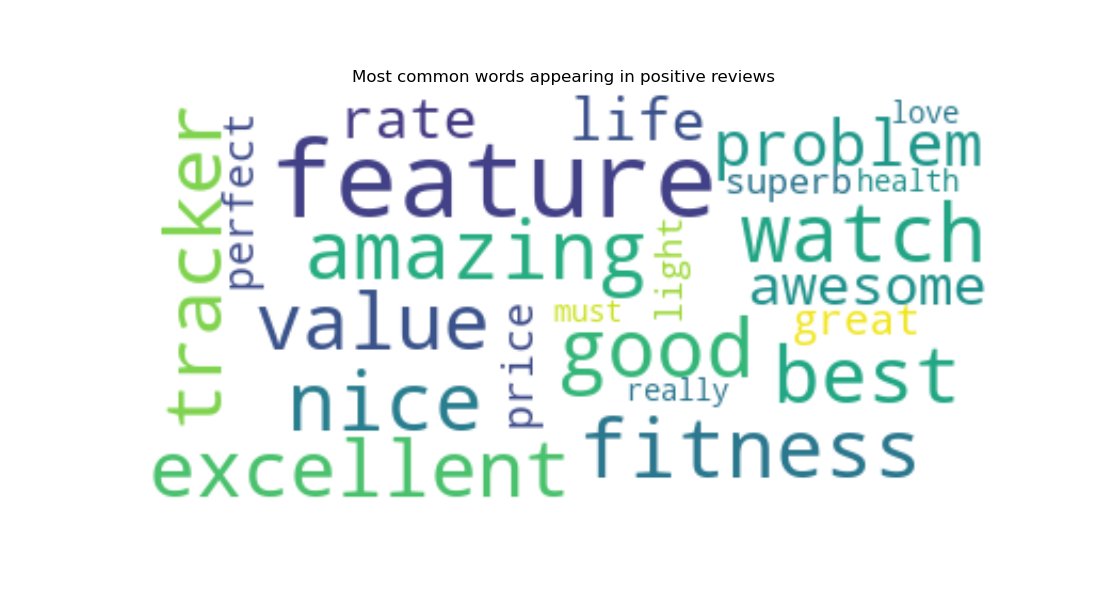 Most common words appearing in positive reviews
tracker
perfect
rate
life
love
feature
problem
superb health
amazing
light
watch
awesome
value
price
must
good
great
nice
really
best
excellent
fitness